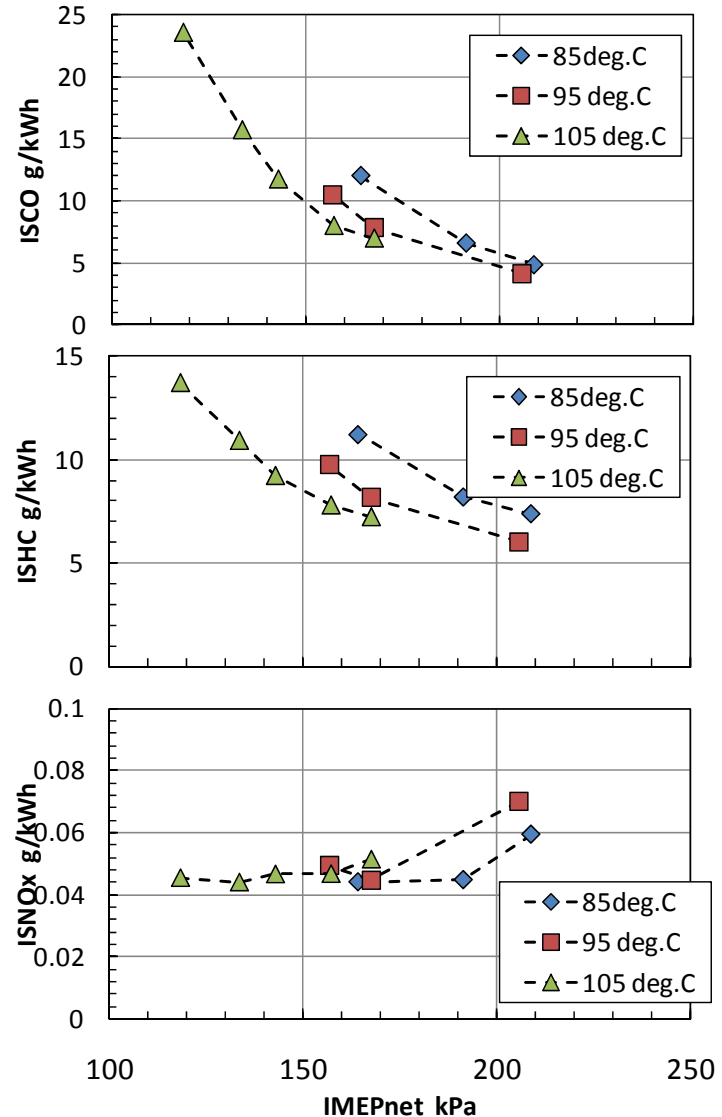 25
20
15
10
5
0
ISCO g/kWh
85deg.C
95 deg.C
105 deg.C
15
10
5
0
ISHC g/kWh
85deg.C
95 deg.C
105 deg.C
0.1
0.08
0.06
0.04
0.02
0
ISNOx g/kWh
85deg.C
95 deg.C
105 deg.C
100 150 200 250
IMEPnet kPa